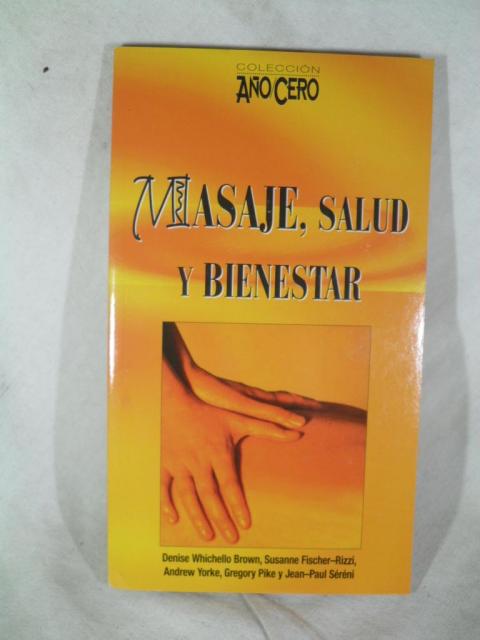 COLECCIÓN
AÑO CERO
MASAJE, SALUD
Y BIENESTAR
Denise Whichello Brown, Susanne Fischer–Rizzi,
Andrew Yorke, Gregory Pike y Jean–Paul Séréni